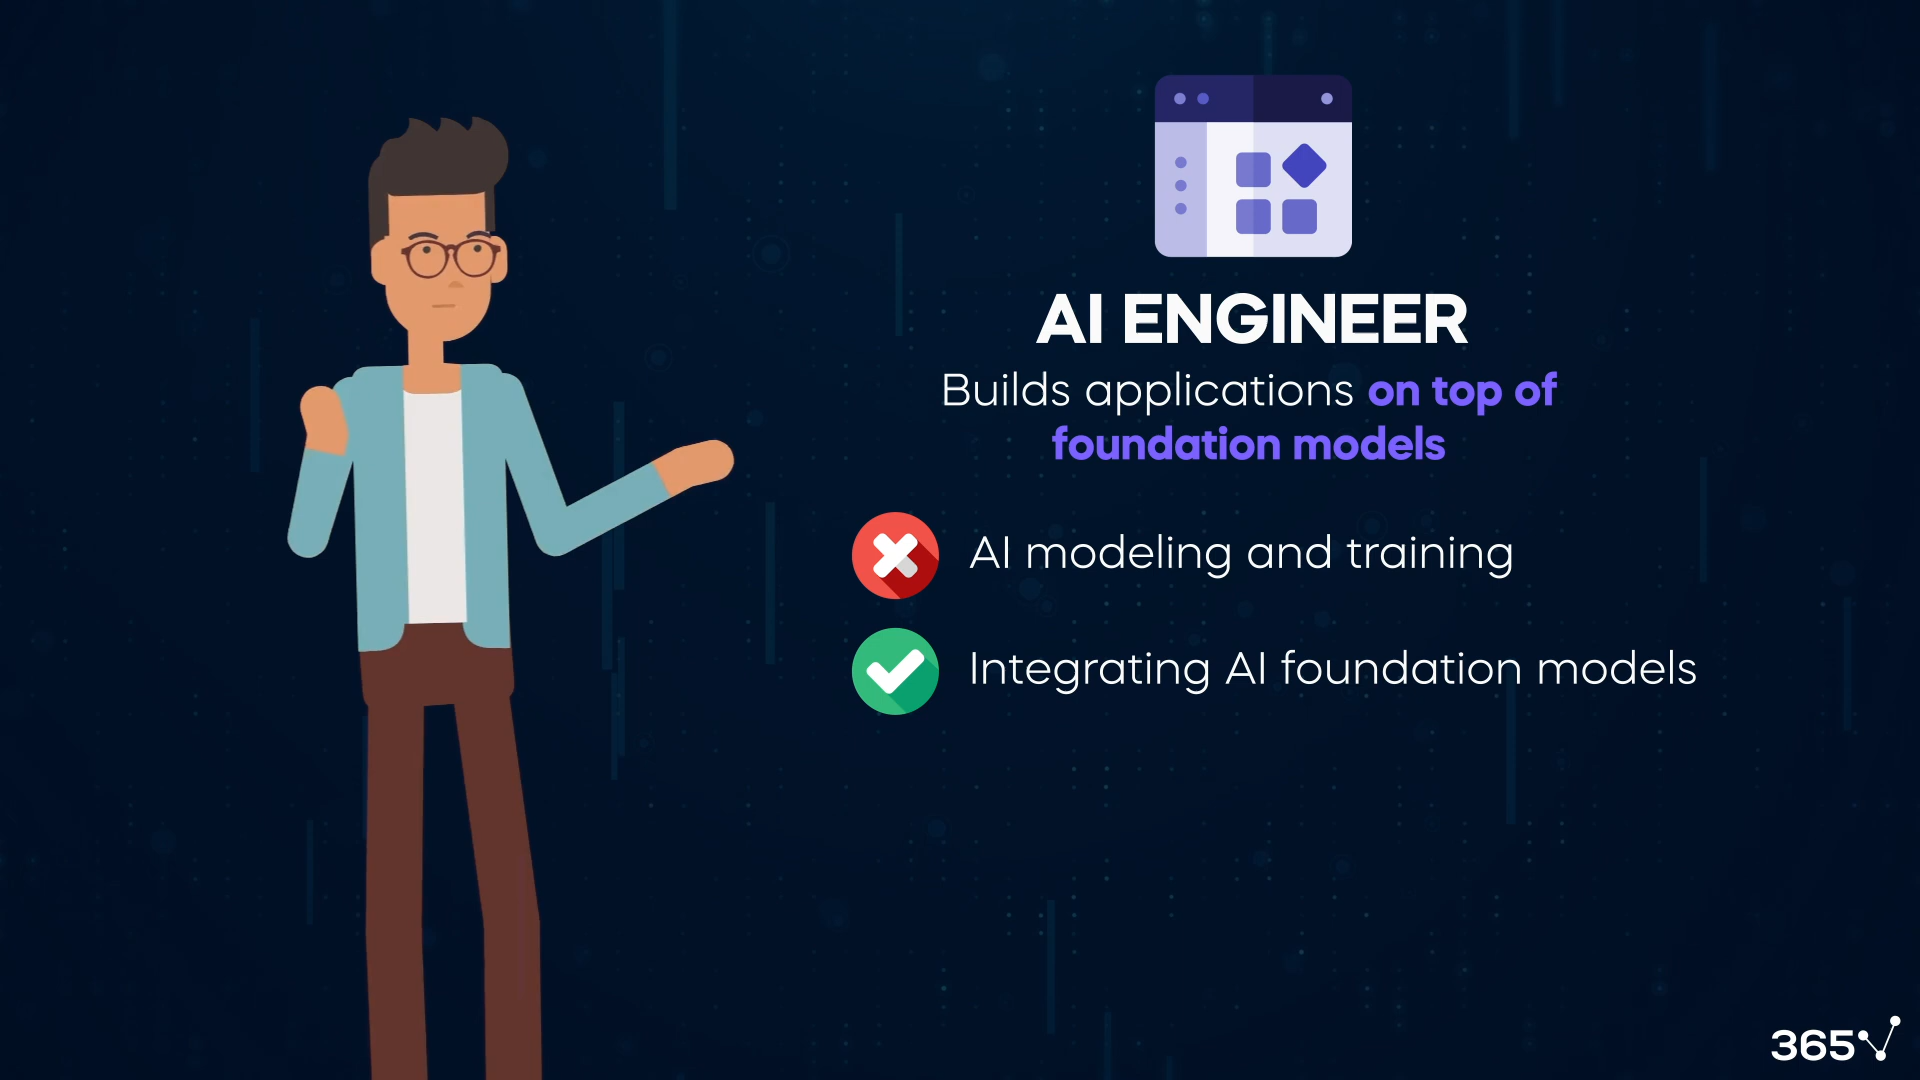 AI ENGINEER
Builds applications on top of
foundation models
AI modeling and training
Integrating AI foundation models
365